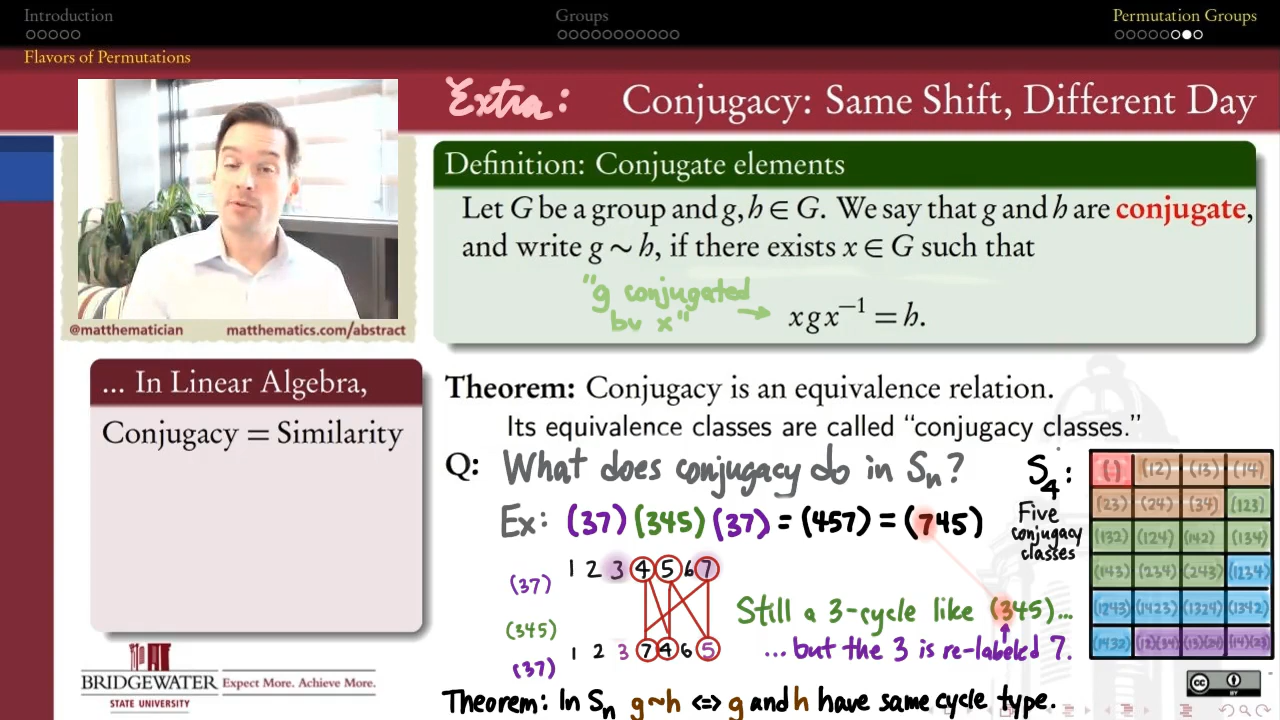 Introduction
Groups
Permutation Groups
Flavors of Permutations
Extra: Conjugacy: Same Shift, Different Day
@matthematician matthematics.com/abstract
Definition: Conjugate elements
Let G be a group and g, h ∈ G. We say that g and h are conjugate,
and write g ~ h, if there exists x ∈ G such that
"g conjugated
by x" → xgx⁻¹ = h.
... In Linear Algebra,
Conjugacy = Similarity
BRIDGEWATER
STATE UNIVERSITY
Expect More. Achieve More.
Theorem: Conjugacy is an equivalence relation.
Its equivalence classes are called "conjugacy classes."
Q: What does conjugacy do in Sₙ?
Ex: (37)(345)(37) = (457) = (745)
1 2 3 4 5 6 7
(37)
(345)
(37)
1 2 3 7 4 6 5
Still a 3-cycle like (345)...
...but the 3 is re-labeled 7.
Theorem: In Sₙ g~h <=> g and h have same cycle type.
S₄:
Five
conjugacy
classes
( ) (12) (13) (14)
(23) (24) (34) (123)
(132) (124) (142) (134)
(143) (234) (243) (1234)
(1243) (1423) (1324) (1342)
(1432) (12)(34) (13)(24) (14)(23)
CC
BY